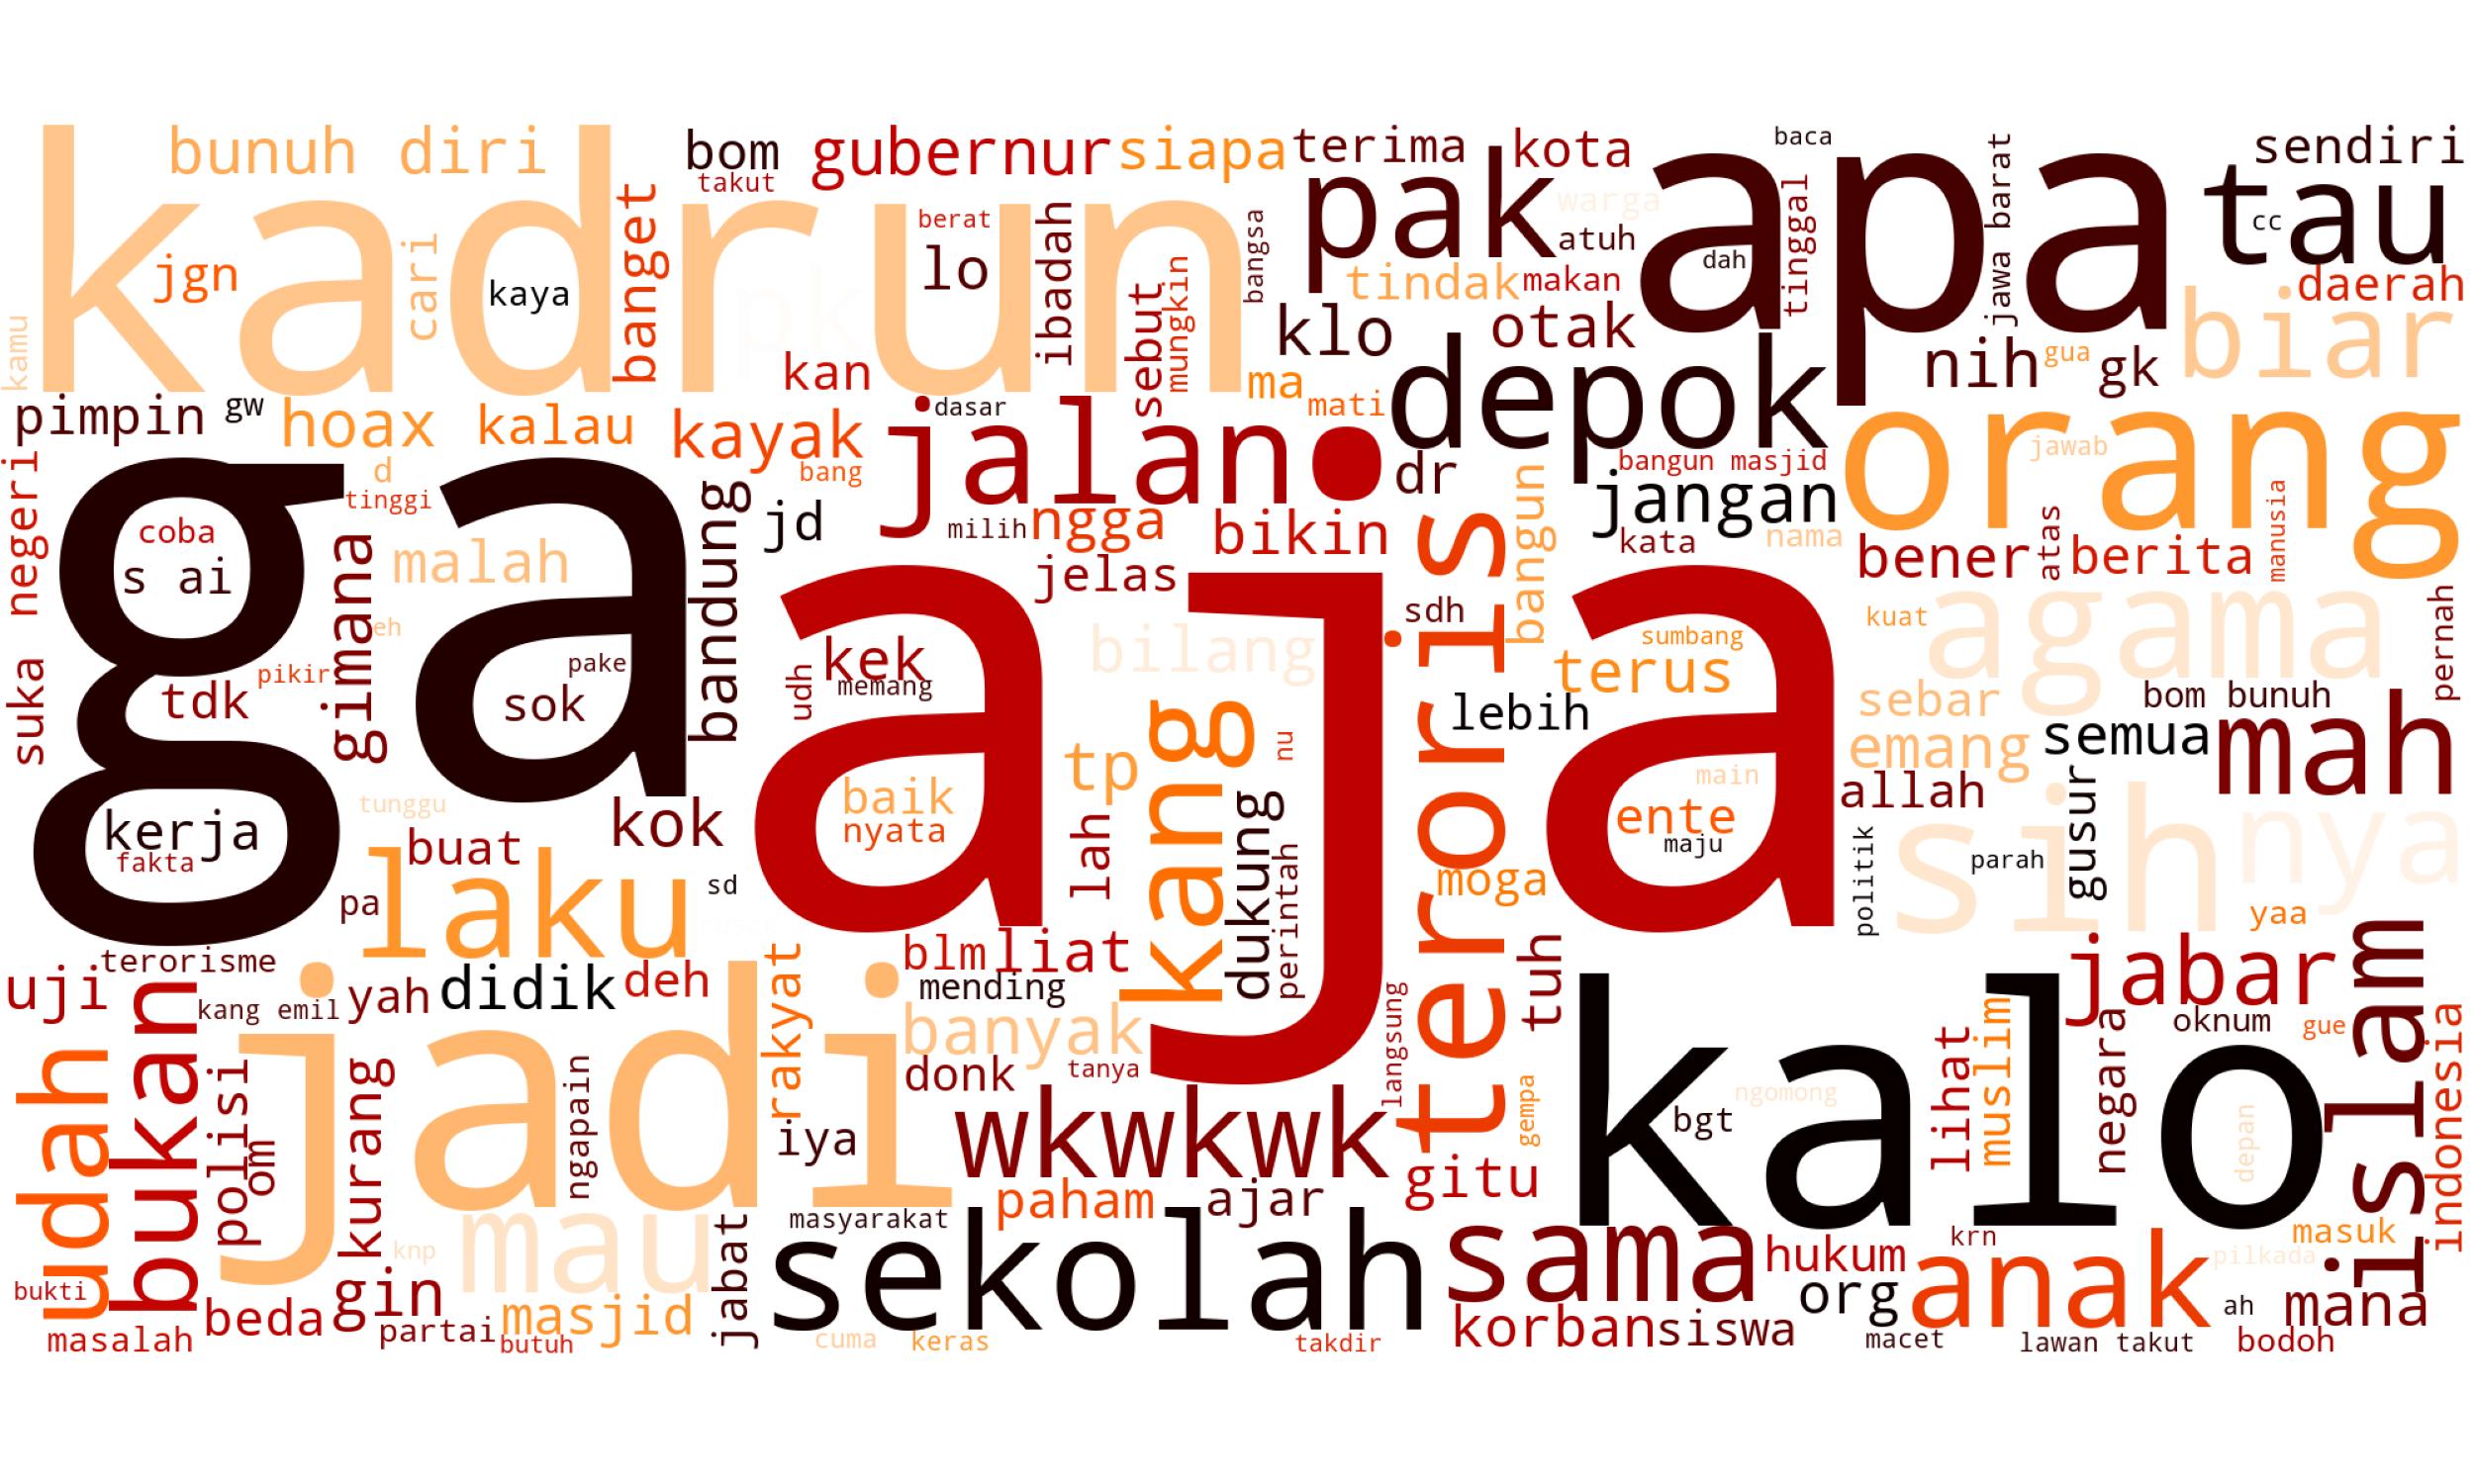 bunuh diri
bom
takut
gubernur
siapa
terima
kota
baca
sendiri
kadrun
banget
berat
ibadah
bangsa
pak
warga
atuh
apa
dah
tinggal
jawa barat
tau
cc
jgn
cari
kaya
pk
lo
sebut
mungkin
klo
tindak
makan
otak
daerah
biar
kamu
kan
ma
mati
depok
nih
gua
gk
pimpin
gw
hoax
kalau
kayak
dasar
jalan
orang
jawab
negeri
d
tinggi
bang
dr
bangun masjid
jangan
manusia
ga
coba
s ai
malah
bandung
jd
milih
ngga
bikin
bangun
kata
nama
bener
atas
berita
gimana
eh
jelas
sdh
kuat
agama
pernah
suka
tdk
pikir
sok
pake
udh
kek
memang
bilang
aja
teroris
sumbang
terus
lebih
sebar
bom bunuh
emang
semua
mah
kang
nu
tp
baik
nyata
main
ente
maju
allah
gusur
kerja
fakta
tunggu
buat
kok
lah
dukung
perintah
moga
politik
sih
parah
nya
pa
laku
sd
yaa
terorisme
uji
kang emil
yah
didik
deh
rakyat
blm
liat
mending
langsung
tuh
jabar
islam
udah
bukan
jadi
banyak
donk
tanya
kalo
bgt
ngomong
lihat
muslim
negara
oknum
gue
indonesia
polisi
om
kurang
ngapain
iya
wkwkwk
gempa
gitu
depan
paham
ajar
masyarakat
mau
knp
jabat
sekolah
sama
hukum
krn
masuk
pilkada
bukti
gin
masjid
org
anak
ah
mana
masalah
beda
partai
butuh
cuma
keras
takdir
korban
siswa
macet
lawan takut
bodoh